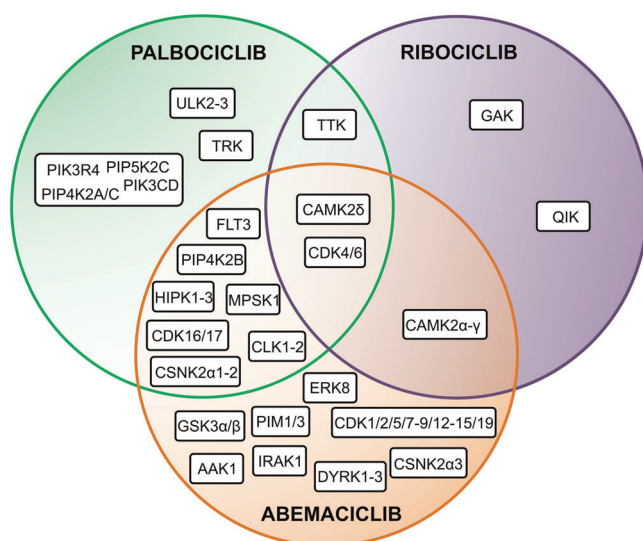 PALBOCICLIB
RIBOCICLIB
ULK2-3
TTK
GAK
TRK
PIK3R4 PIP5K2C
PIP4K2A/C PIK3CD
FLT3
CAMK2δ
QIK
PIP4K2B
CDK4/6
HIPK1-3
MPSK1
CDK16/17
CLK1-2
CAMK2α-γ
CSNK2α1-2
ERK8
GSK3α/β
PIM1/3
CDK1/2/5/7-9/12-15/19
AAK1
IRAK1
DYRK1-3
CSNK2α3
ABEMACICLIB